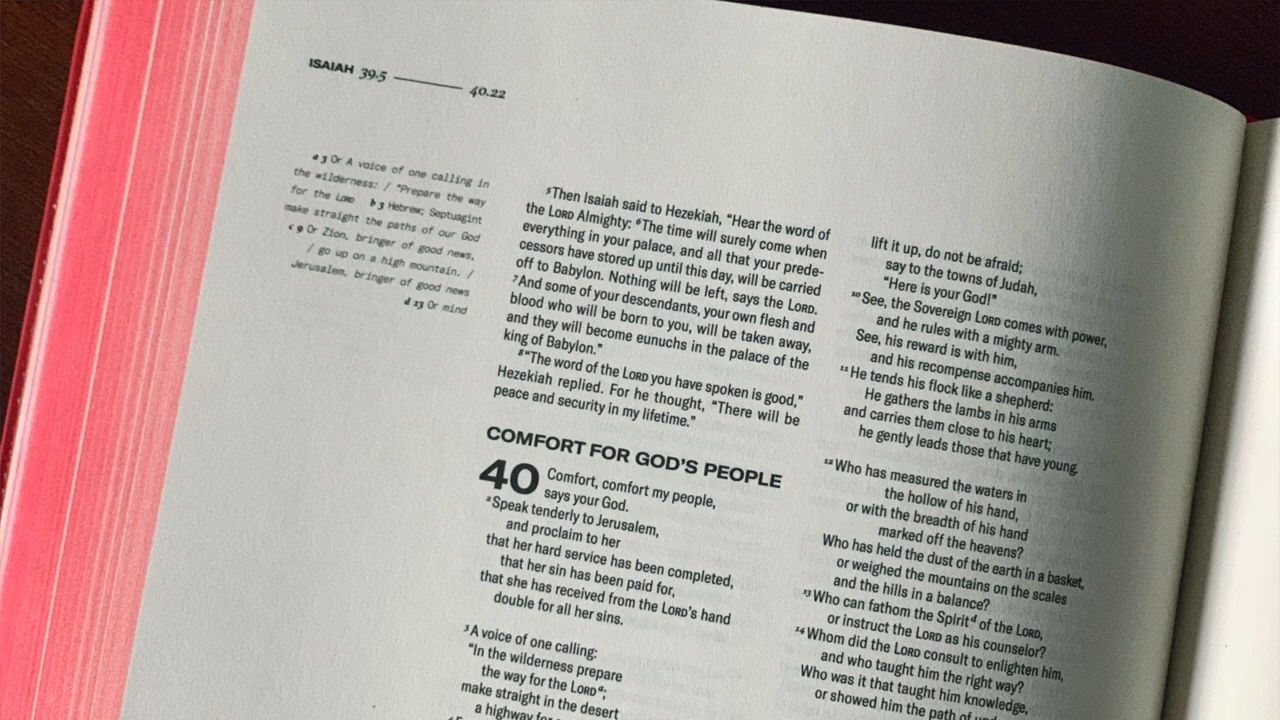 ISAIAH 39.5 — 40.22
a 3 Or A voice of one calling in
the wilderness: / “Prepare the way
for the LORD b 3 Hebrew; Septuagint
make straight the paths of our God
c 9 Or Zion, bringer of good news,
/ go up on a high mountain. /
Jerusalem, bringer of good news
d 13 Or mind
5Then Isaiah said to Hezekiah, “Hear the word of
the LORD Almighty: 6The time will surely come when
everything in your palace, and all that your prede-
cessors have stored up until this day, will be carried
off to Babylon. Nothing will be left, says the LORD.
7And some of your descendants, your own flesh and
blood who will be born to you, will be taken away,
and they will become eunuchs in the palace of the
king of Babylon.”
8“The word of the LORD you have spoken is good,”
Hezekiah replied. For he thought, “There will be
peace and security in my lifetime.”
COMFORT FOR GOD’S PEOPLE
40 Comfort, comfort my people,
says your God.
2Speak tenderly to Jerusalem,
and proclaim to her
that her hard service has been completed,
that her sin has been paid for,
that she has received from the LORD’s hand
double for all her sins.
3A voice of one calling:
“In the wilderness prepare
the way for the LORDa;
make straight in the desert
a highway
lift it up, do not be afraid;
say to the towns of Judah,
“Here is your God!”
10See, the Sovereign LORD comes with power,
and he rules with a mighty arm.
See, his reward is with him,
and his recompense accompanies him.
11He tends his flock like a shepherd:
He gathers the lambs in his arms
and carries them close to his heart;
he gently leads those that have young.
12Who has measured the waters in
the hollow of his hand,
or with the breadth of his hand
marked off the heavens?
Who has held the dust of the earth in a basket,
or weighed the mountains on the scales
and the hills in a balance?
13Who can fathom the Spiritd of the LORD,
or instruct the LORD as his counselor?
14Whom did the LORD consult to enlighten him,
and who taught him the right way?
Who was it that taught him knowledge,
or showed him the path of